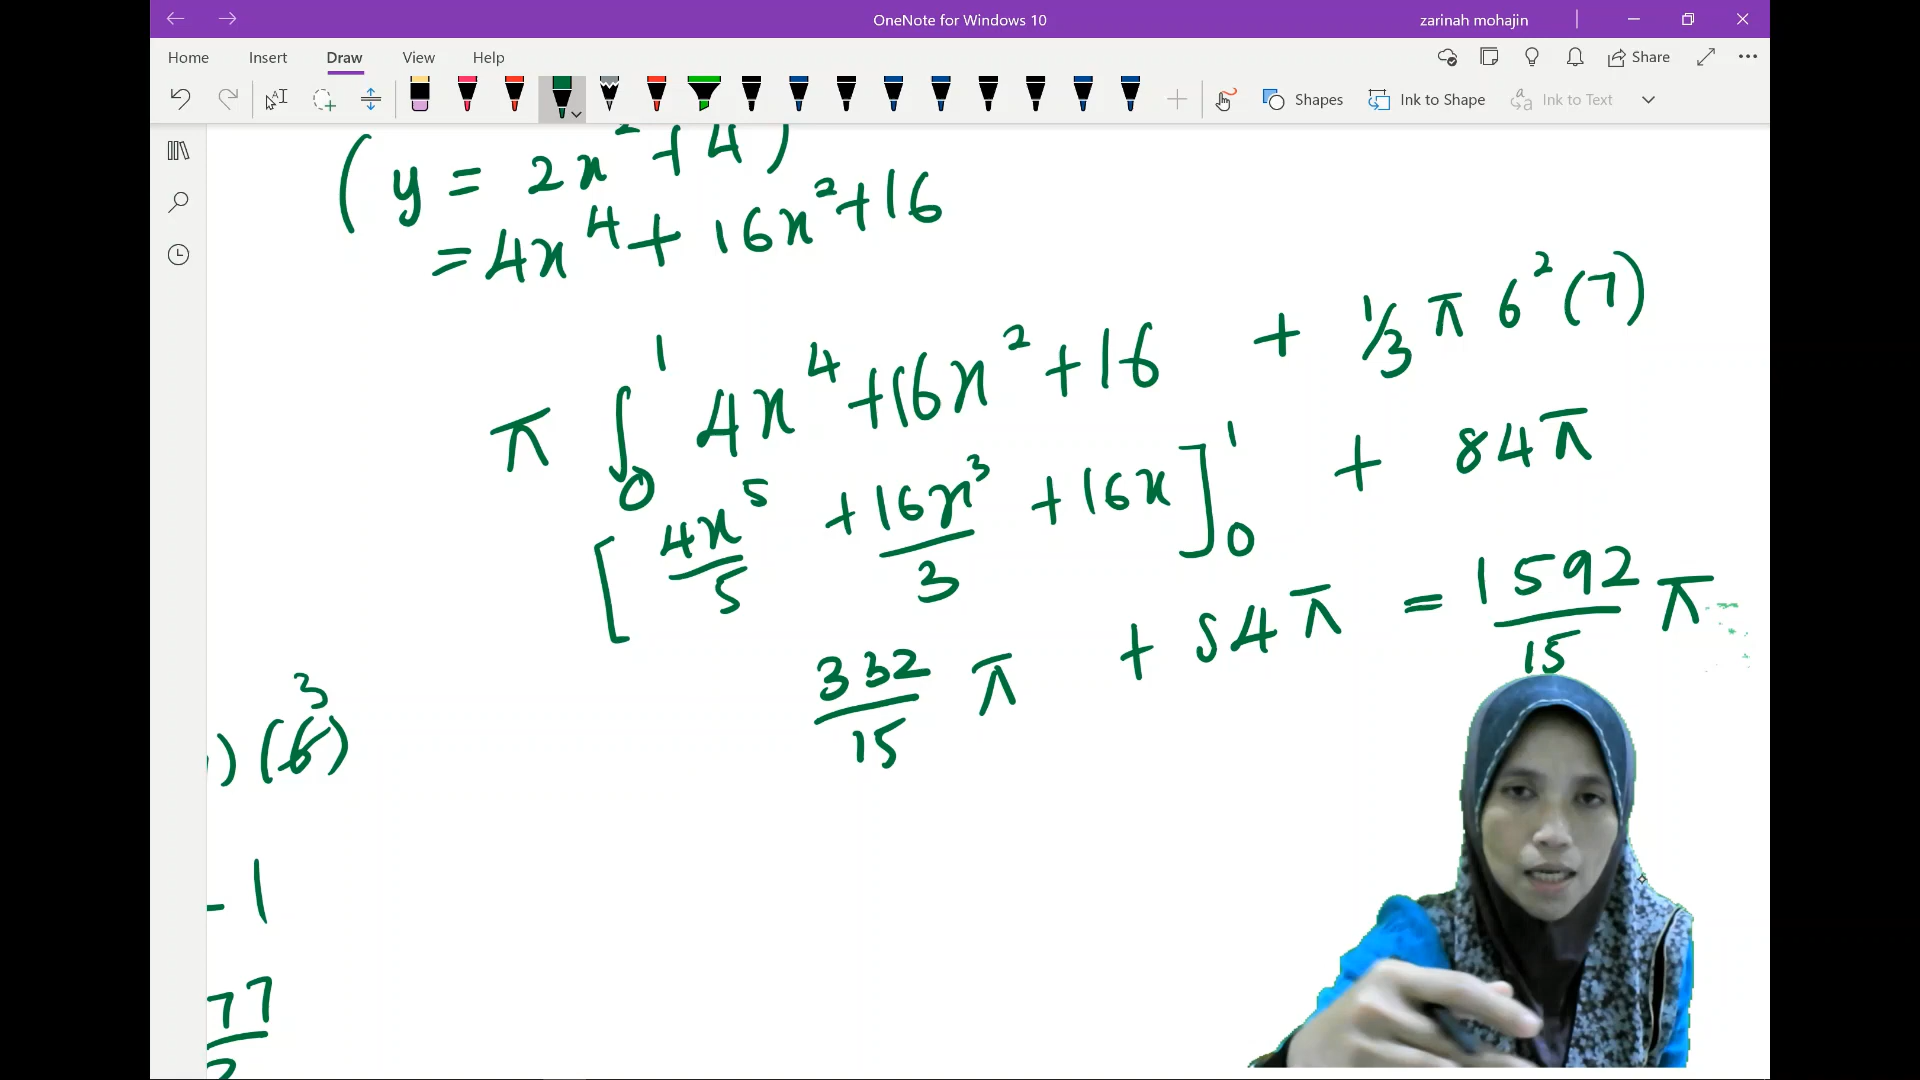 OneNote for Windows 10
zarinah mohajin
Home Insert Draw View Help
Share
Shapes Ink to Shape Ink to Text
(y = 2x² + 4)
= 4x⁴ + 16x² + 16
π ∫₀¹ 4x⁴ + 16x² + 16 + 1/3 π 6² (7)
[4x⁵/5 + 16x³/3 + 16x]₀¹ + 84π
332/15 π + 84π = 1592/15 π
) (6) 3
- 1
77